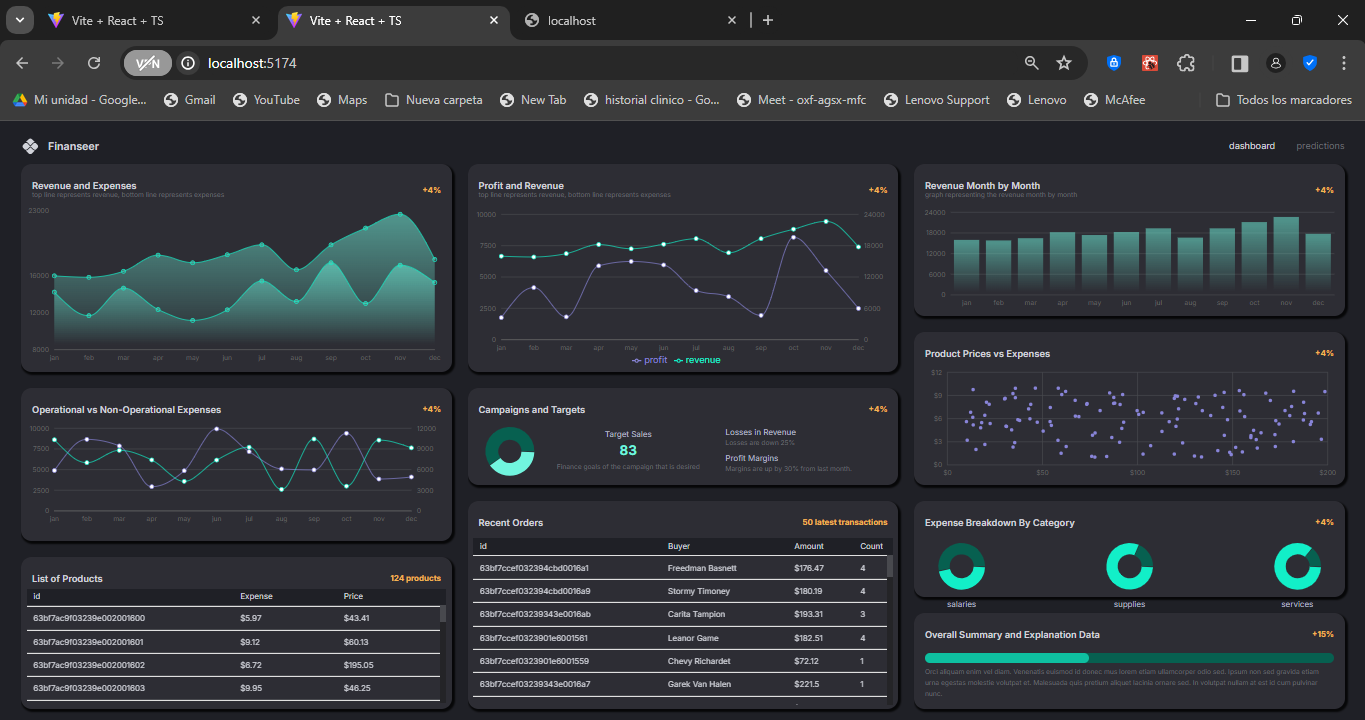 Vite + React + TS
Vite + React + TS
localhost
VPN
localhost:5174
Mi unidad - Google...
Gmail
YouTube
Maps
Nueva carpeta
New Tab
historial clinico - Go...
Meet - oxf-agsx-mfc
Lenovo Support
Lenovo
McAfee
Todos los marcadores
Finanseer
dashboard
predictions
Revenue and Expenses
top line represents revenue, bottom line represents expenses
+4%
23000
16000
12000
8000
jan feb mar apr may jun jul aug sep oct nov dec
Operational vs Non-Operational Expenses
+4%
10000 12000
7500 9000
5000 6000
2500 3000
0 0
jan feb mar apr may jun jul aug sep oct nov dec
List of Products
124 products
id Expense Price
63bf7ac9f03239e002001600 $5.97 $43.41
63bf7ac9f03239e002001601 $9.12 $60.13
63bf7ac9f03239e002001602 $6.72 $195.05
63bf7ac9f03239e002001603 $9.95 $46.25
Profit and Revenue
top line represents revenue, bottom line represents expenses
+4%
10000 24000
7500 18000
5000 12000
2500 6000
0 0
jan feb mar apr may jun jul aug sep oct nov dec
profit revenue
Campaigns and Targets
+4%
Target Sales
83
Finance goals of the campaign that is desired
Losses in Revenue
Losses are down 25%
Profit Margins
Margins are up by 30% from last month.
Recent Orders
50 latest transactions
id Buyer Amount Count
63bf7ccef032394cbd0016a1 Freedman Basnett $176.47 4
63bf7ccef032394cbd0016a9 Stormy Timoney $180.19 4
63bf7ccef03239343e0016ab Carita Tampion $193.31 3
63bf7ccef0323901e6001561 Leanor Game $182.51 4
63bf7ccef0323901e6001559 Chevy Richardet $72.12 1
63bf7ccef03239343e0016a7 Garek Van Halen $221.5 1
Revenue Month by Month
graph representing the revenue month by month
+4%
24000
18000
12000
6000
0
jan feb mar apr may jun jul aug sep oct nov dec
Product Prices vs Expenses
+4%
$12
$9
$6
$3
$0
$0 $50 $100 $150 $200
Expense Breakdown By Category
+4%
salaries
supplies
services
Overall Summary and Explanation Data
+15%
Orci aliquam enim vel diam. Venenatis euismod id donec mus lorem etiam ullamcorper odio sed. Ipsum non sed gravida etiam
urna egestas molestie volutpat et. Malesuada quis pretium aliquet lacinia ornare sed. In volutpat nullam at est id cum pulvinar
nunc.